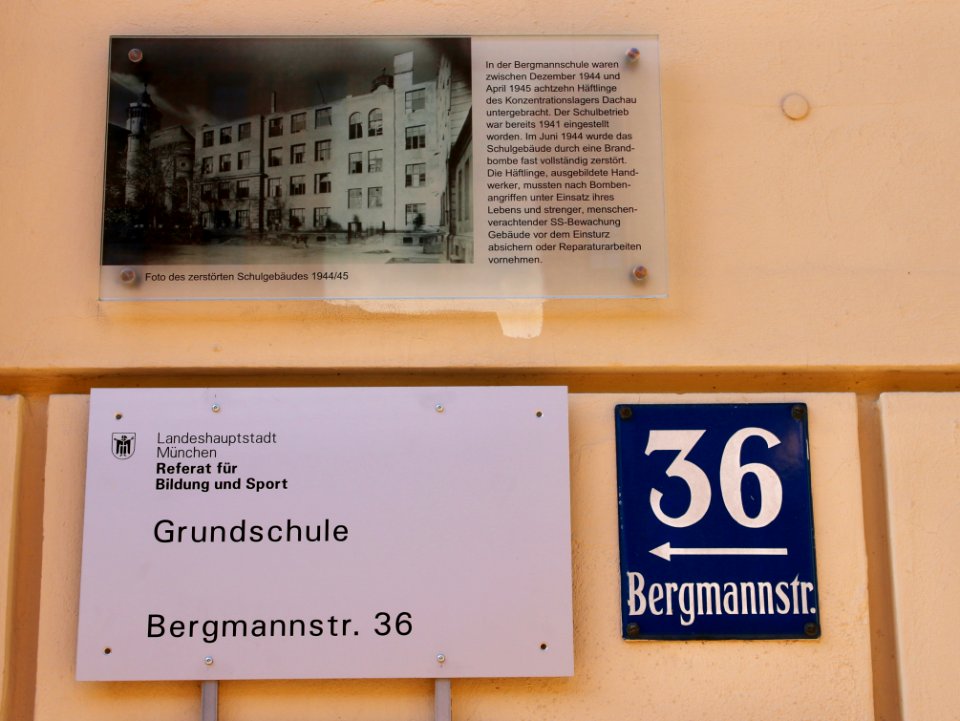 In der Bergmannschule waren
zwischen Dezember 1944 und
April 1945 achtzehn Häftlinge
des Konzentrationslagers Dachau
untergebracht. Der Schulbetrieb
war bereits 1941 eingestellt
worden. Im Juni 1944 wurde das
Schulgebäude durch eine Brand-
bombe fast vollständig zerstört.
Die Häftlinge, ausgebildete Hand-
werker, mussten nach Bomben-
angriffen unter Einsatz ihres
Lebens und strenger, menschen-
verachtender SS-Bewachung
Gebäude vor dem Einsturz
absichern oder Reparaturarbeiten
vornehmen.
Foto des zerstörten Schulgebäudes 1944/45
Landeshauptstadt
München
Referat für
Bildung und Sport
Grundschule
Bergmannstr. 36
36
Bergmannstr.